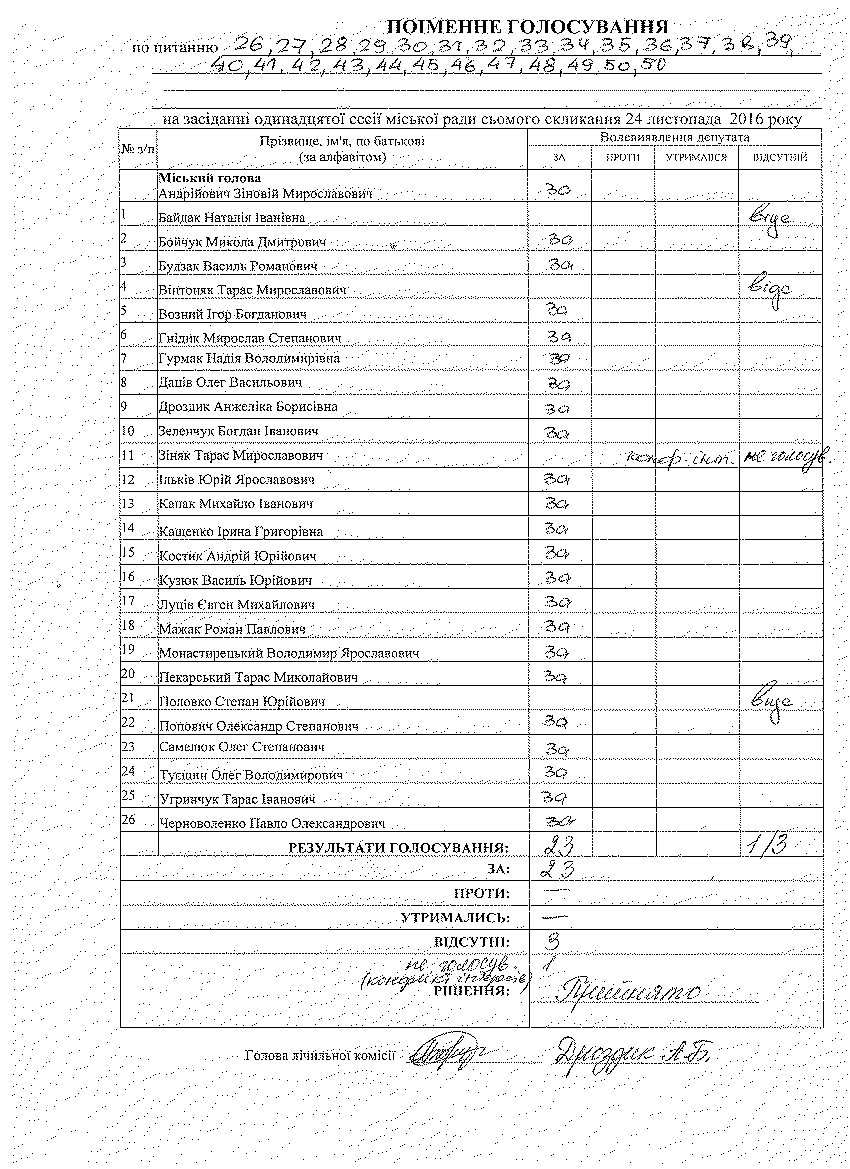 ПОІМЕННЕ ГОЛОСУВАННЯ
по питанню 26, 27, 28, 29, 30, 31, 32, 33, 34, 35, 36, 37, 38, 39,
40, 41, 42, 43, 44, 45, 46, 47, 48, 49, 50, 50
на засіданні одинадцятої сесії міської ради сьомого скликання 24 листопада 2016 року
№ з/п Прізвище, ім'я, по батькові (за алфавітом) Волевиявлення депутата
ЗА ПРОТИ УТРИМАВСЯ ВІДСУТНІЙ
Міський голова
Андрійович Зіновій Мирославович за
1 Байдак Наталія Іванівна відс
2 Бойчук Микола Дмитрович за
3 Булзак Василь Романович за
4 Вінтоняк Тарас Мирославович відс
5 Возний Ігор Богданович за
6 Гнідик Мирослав Степанович за
7 Гурмак Надія Володимирівна за
8 Даців Олег Васильович за
9 Дроздик Анжеліка Борисівна за
10 Зеленчук Богдан Іванович за
11 Зіняк Тарас Мирославович конф. інт. не голосув.
12 Ільків Юрій Ярославович за
13 Капак Михайло Іванович за
14 Кащенко Ірина Григорівна за
15 Костик Андрій Юрійович за
16 Кузюк Василь Юрійович за
17 Луців Євген Михайлович за
18 Мажак Роман Павлович за
19 Монастирецький Володимир Ярославович за
20 Пекарський Тарас Миколайович за
21 Половко Степан Юрійович відс
22 Попович Олександр Степанович за
23 Самелюк Олег Степанович за
24 Туєшин Олег Володимирович за
25 Угринчук Тарас Іванович за
26 Черноволенко Павло Олександрович за
РЕЗУЛЬТАТИ ГОЛОСУВАННЯ: 23 1/3
ЗА: 23
ПРОТИ: —
УТРИМАЛИСЬ: —
ВІДСУТНІ: 3
не голосув. 1
(конфлікт інтересів)
РІШЕННЯ: Прийнято
Голова лічильної комісії Дроздик А.Б.